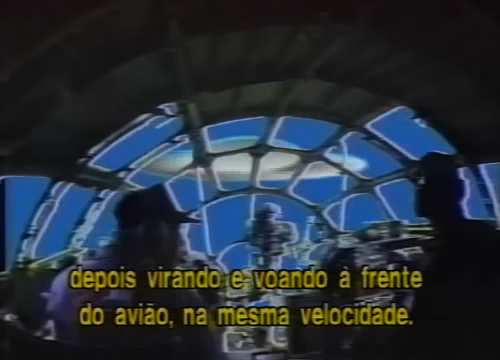 depois virando e voando à frente
do avião, na mesma velocidade.